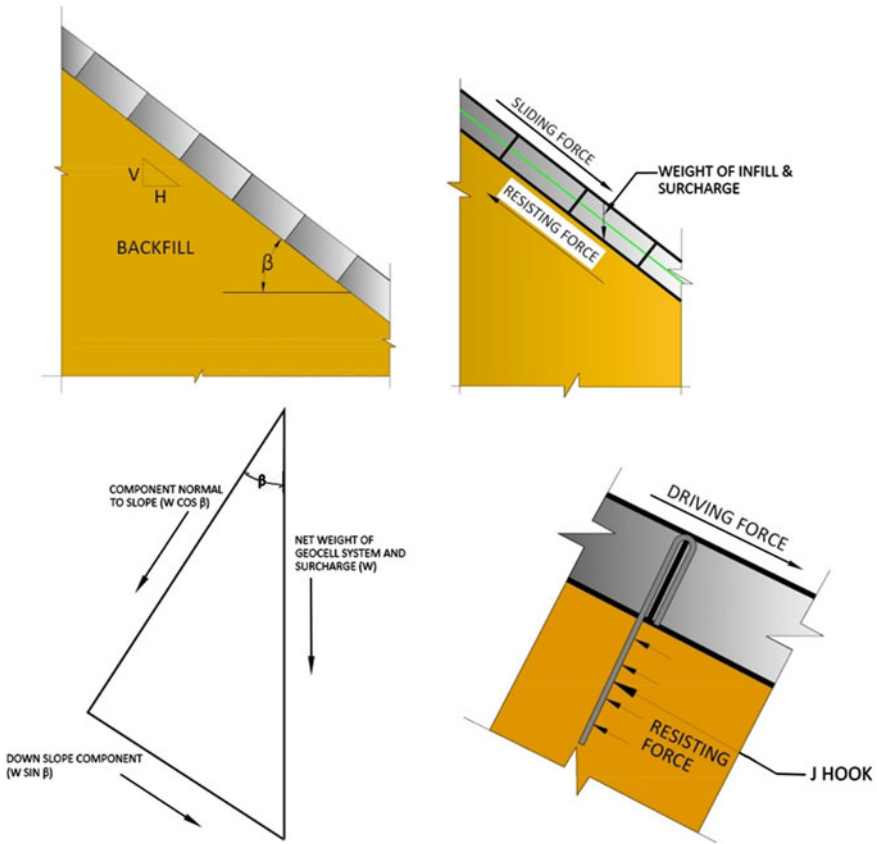 V
H
BACKFILL
β
SLIDING FORCE
RESISTING FORCE
WEIGHT OF INFILL &
SURCHARGE
β
COMPONENT NORMAL
TO SLOPE (W COS β)
NET WEIGHT OF
GEOCELL SYSTEM AND
SURCHARGE (W)
DOWN SLOPE COMPONENT
(W SIN β)
DRIVING FORCE
RESISTING
FORCE
J HOOK